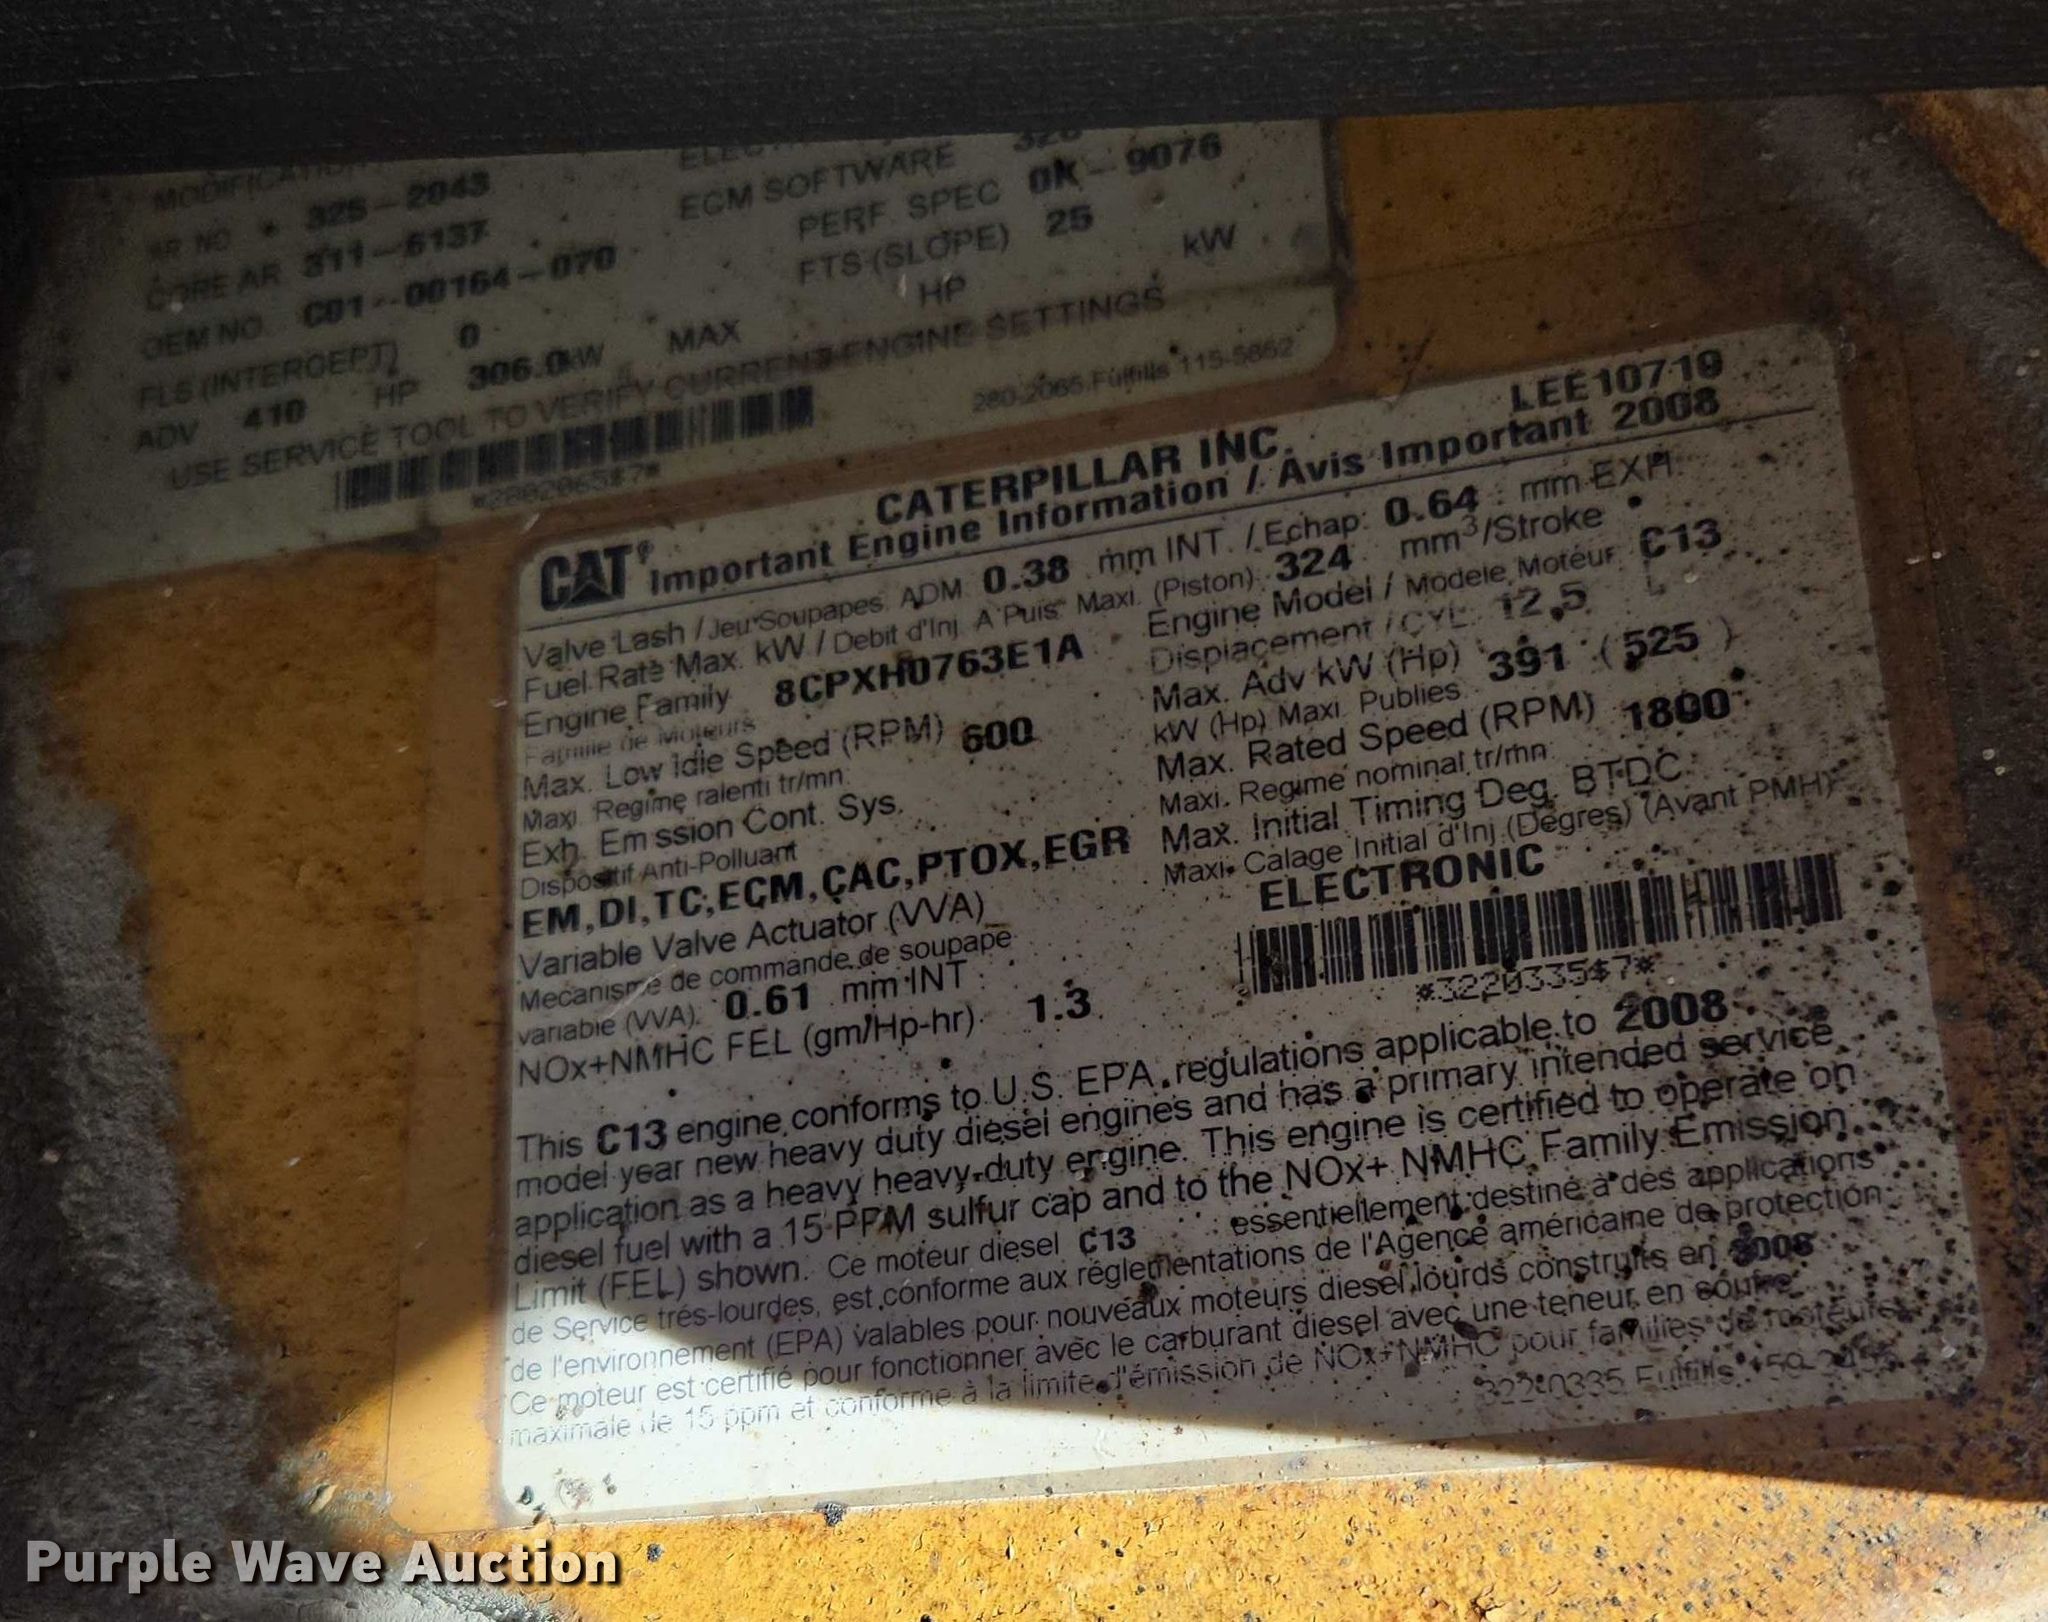 AR NO 325-2043
CORE AR 311-6137
OEM NO C01-00164-070
FLS (INTERCEPT) 0
ADV 410 HP 306.0kW MAX HP kW
ECM SOFTWARE
PERF SPEC 0K-9076
FTS (SLOPE) 25
USE SERVICE TOOL TO VERIFY CURRENT ENGINE SETTINGS
280-2065 Fulfills 115-5852
*2802065$7*
LEE10719
CATERPILLAR INC.
CAT® Important Engine Information / Avis Important 2008
Valve Lash / Jeu Soupapes ADM 0.38 mm INT. / Echap: 0.64 mm EXH
Fuel Rate Max. kW / Debit d'Inj A Puis Maxi. (Piston) 324 mm³/Stroke
Engine Family 8CPXH0763E1A
Famille de Moteurs
Max. Low Idle Speed (RPM) 600
Maxi Regime ralenti tr/mn.
Exh. Emission Cont. Sys.
Dispositif Anti-Polluant
EM,DI,TC,ECM,CAC,PTOX,EGR
Variable Valve Actuator (VVA)
Mecanisme de commande de soupape
variable (VVA): 0.61 mm INT
NOx+NMHC FEL (gm/Hp-hr). 1.3
Engine Model / Modele Moteur C13
Displacement / CYL. 12.5
Max. Adv kW (Hp) 391 (525)
kW (Hp) Maxi Publies
Max. Rated Speed (RPM) 1800
Maxi. Regime nominal tr/mn
Max. Initial Timing Deg. BTDC
Maxi. Calage Initial d'Inj (Degres) (Avant PMH)
ELECTRONIC
*3220335$7*
This C13 engine conforms to U.S. EPA regulations applicable to 2008
model year new heavy duty diesel engines and has a primary intended service
application as a heavy heavy-duty engine. This engine is certified to operate on
diesel fuel with a 15 PPM sulfur cap and to the NOx+ NMHC Family Emission
Limit (FEL) shown. Ce moteur diesel C13 essentiellement destine à des applications
de Service trés-lourdes, est conforme aux réglementations de l'Agence américaine de protection
de l'environnement (EPA) valables pour nouveaux moteurs diesel lourds construits en 2008
Ce moteur est certifié pour fonctionner avec le carburant diesel avec une teneur en soufre
maximale de 15 ppm et conforme à la limite d'émission de NOx+NMHC pour familles de moteurs
322-0335 Fulfills
Purple Wave Auction